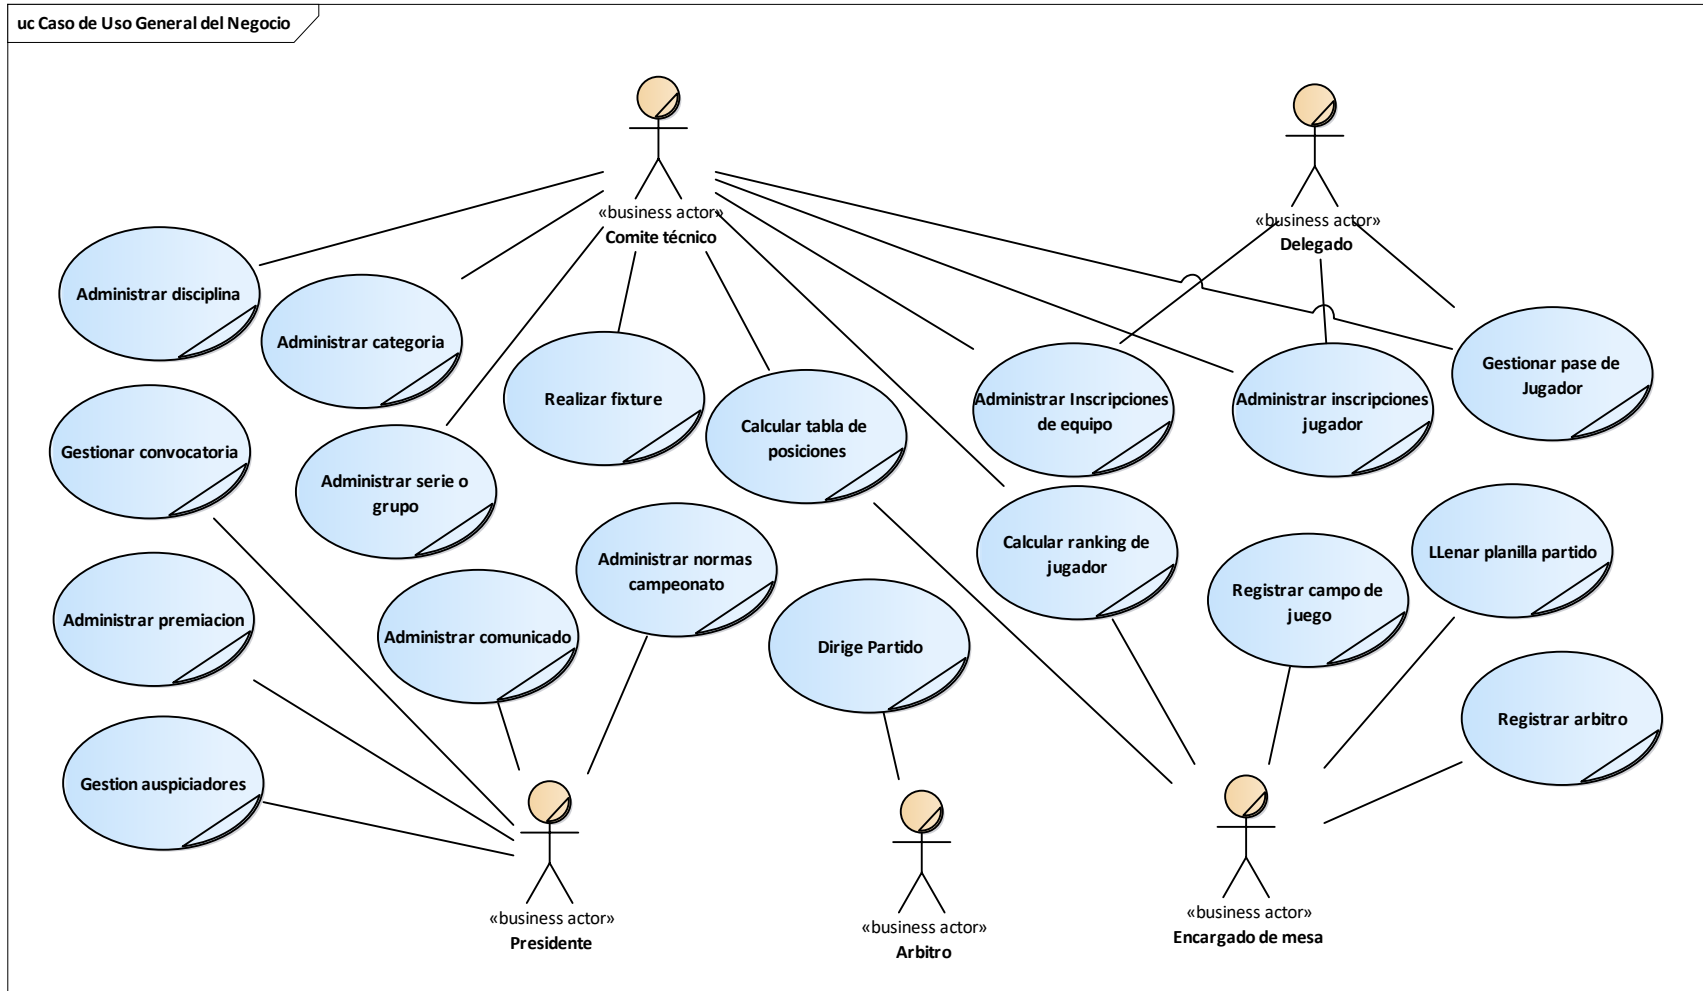 uc Caso de Uso General del Negocio
«business actor»
Comite técnico
«business actor»
Delegado
Administrar disciplina
Administrar categoria
Realizar fixture
Calcular tabla de
posiciones
Administrar Inscripciones
de equipo
Administrar inscripciones
jugador
Gestionar pase de
Jugador
Gestionar convocatoria
Administrar serie o
grupo
Administrar normas
campeonato
Calcular ranking de
jugador
LLenar planilla partido
Registrar campo de
juego
Administrar premiacion
Administrar comunicado
Dirige Partido
Registrar arbitro
Gestion auspiciadores
«business actor»
Presidente
«business actor»
Arbitro
«business actor»
Encargado de mesa